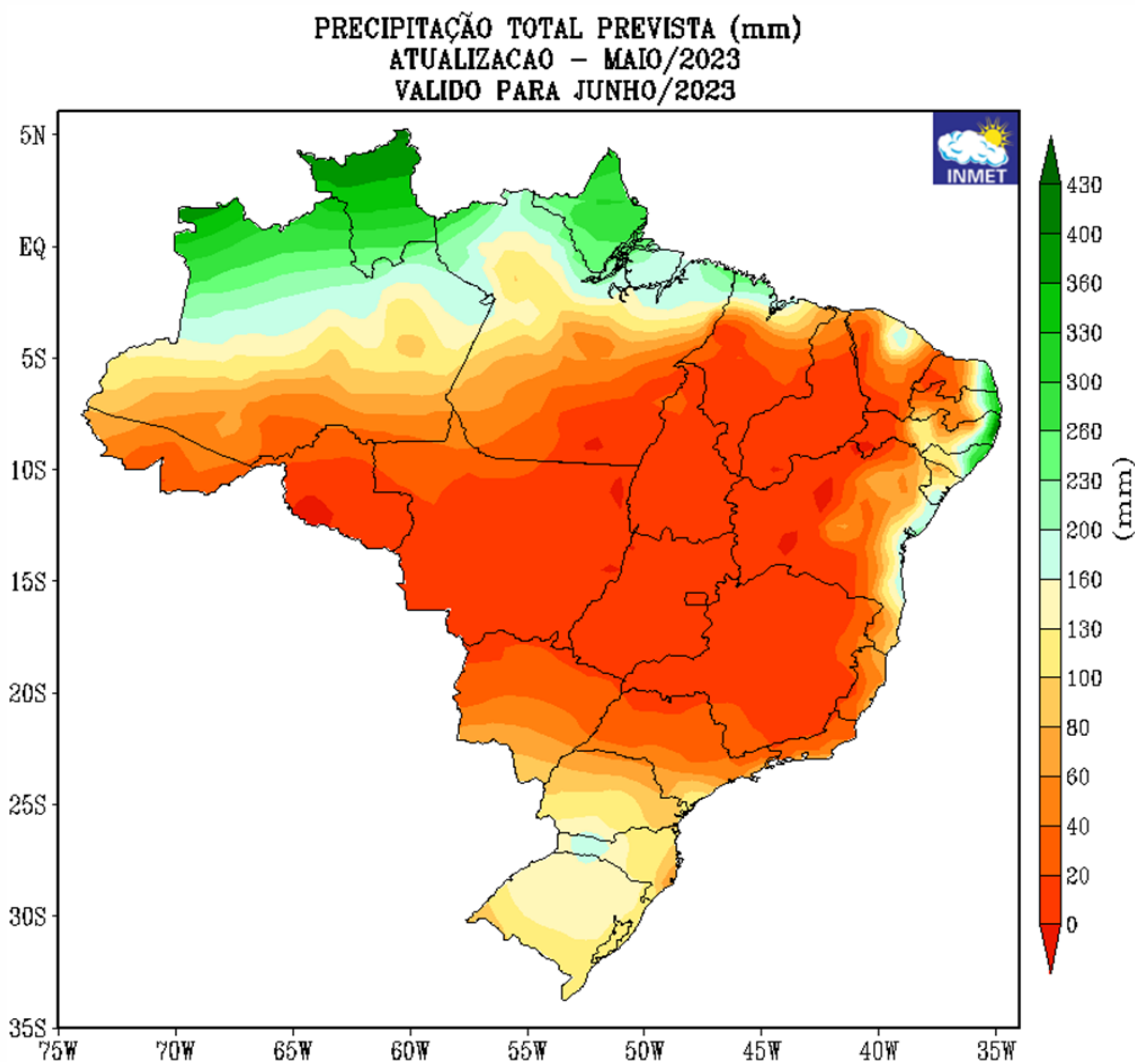 PRECIPITAÇÃO TOTAL PREVISTA (mm)
ATUALIZACAO - MAIO/2023
VALIDO PARA JUNHO/2023
INMET
5N
EQ
5S
10S
15S
20S
25S
30S
35S
75W 70W 65W 60W 55W 50W 45W 40W 35W
430
400
360
330
300
260
230
200
160
130
100
80
60
40
20
0
(mm)